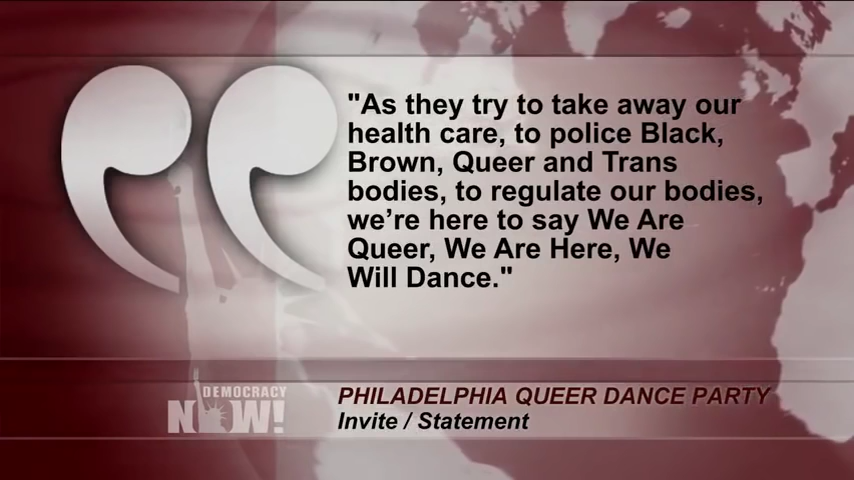 "As they try to take away our
health care, to police Black,
Brown, Queer and Trans
bodies, to regulate our bodies,
we’re here to say We Are
Queer, We Are Here, We
Will Dance."
PHILADELPHIA QUEER DANCE PARTY
Invite / Statement
DEMOCRACY
NOW!